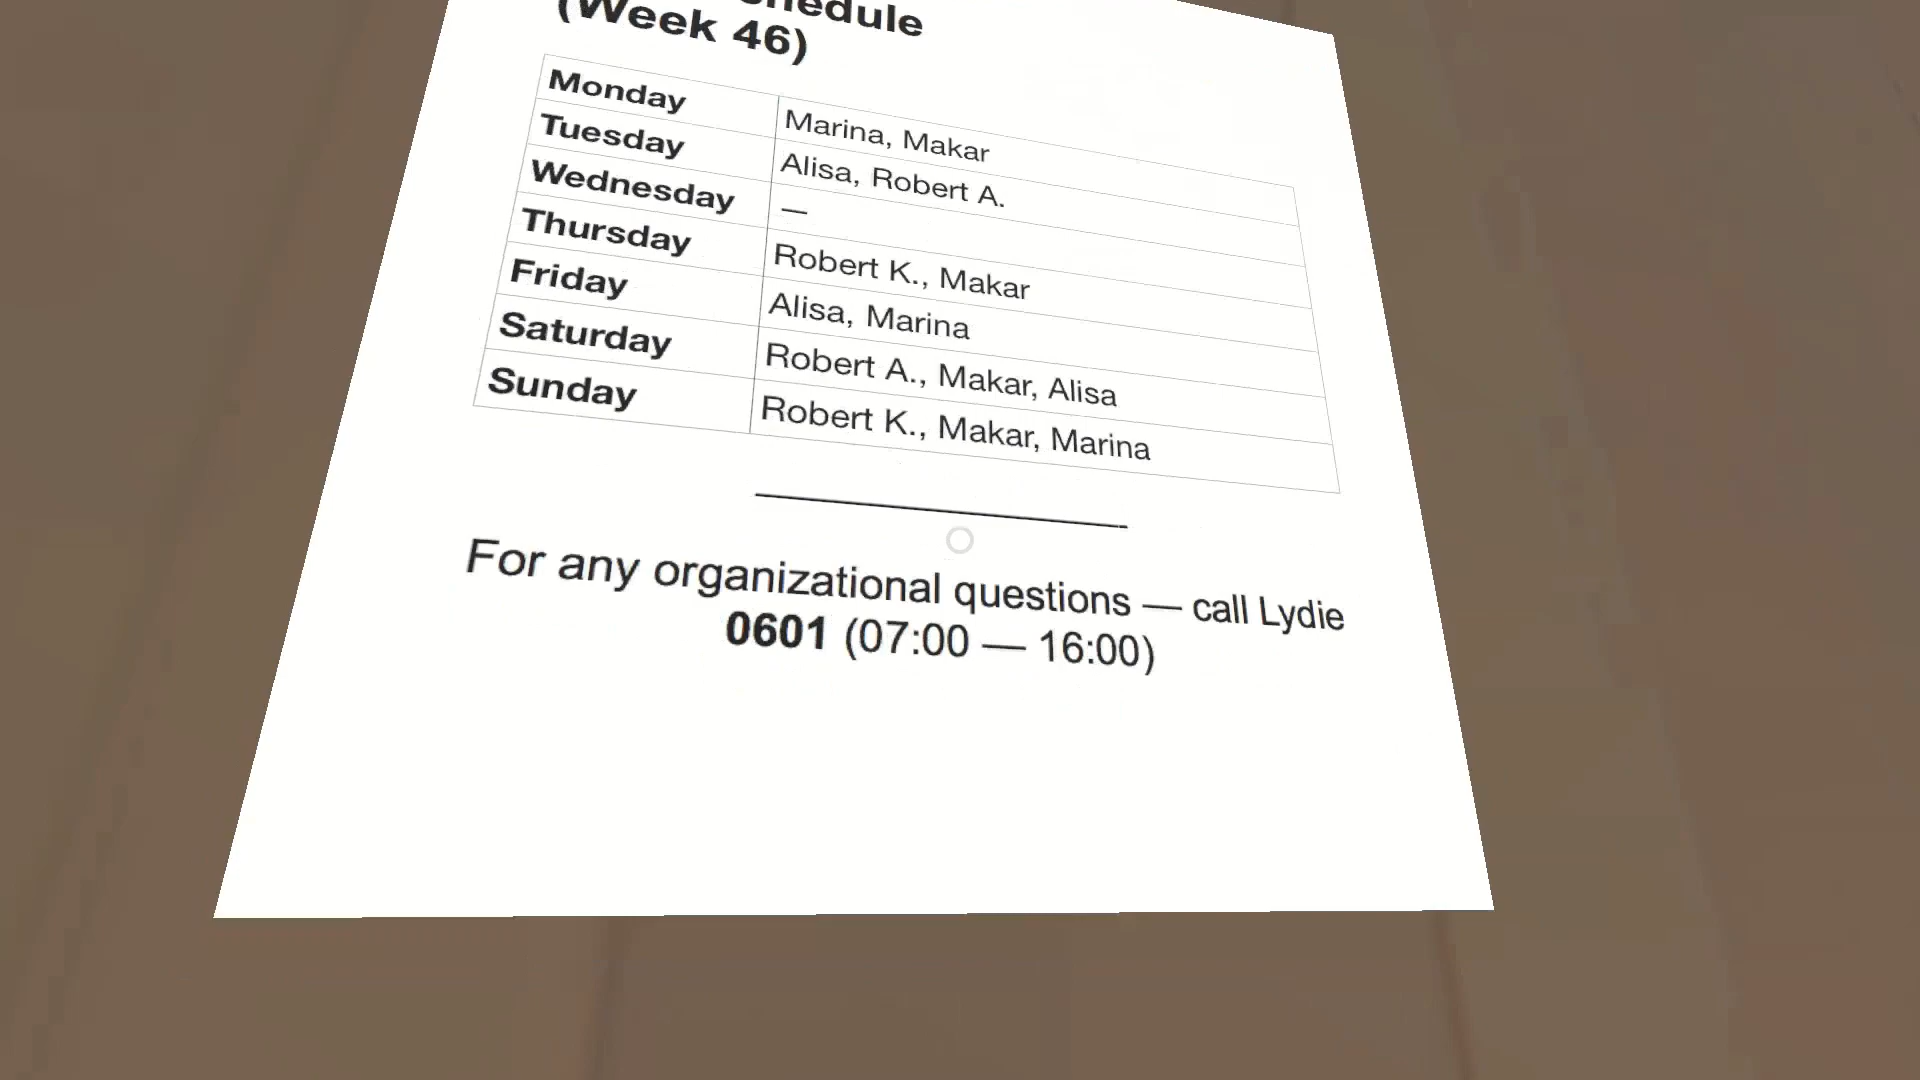 (Week 46)
Monday Marina, Makar
Tuesday Alisa, Robert A.
Wednesday —
Thursday Robert K., Makar
Friday Alisa, Marina
Saturday Robert A., Makar, Alisa
Sunday Robert K., Makar, Marina
For any organizational questions — call Lydie
0601 (07:00 — 16:00)